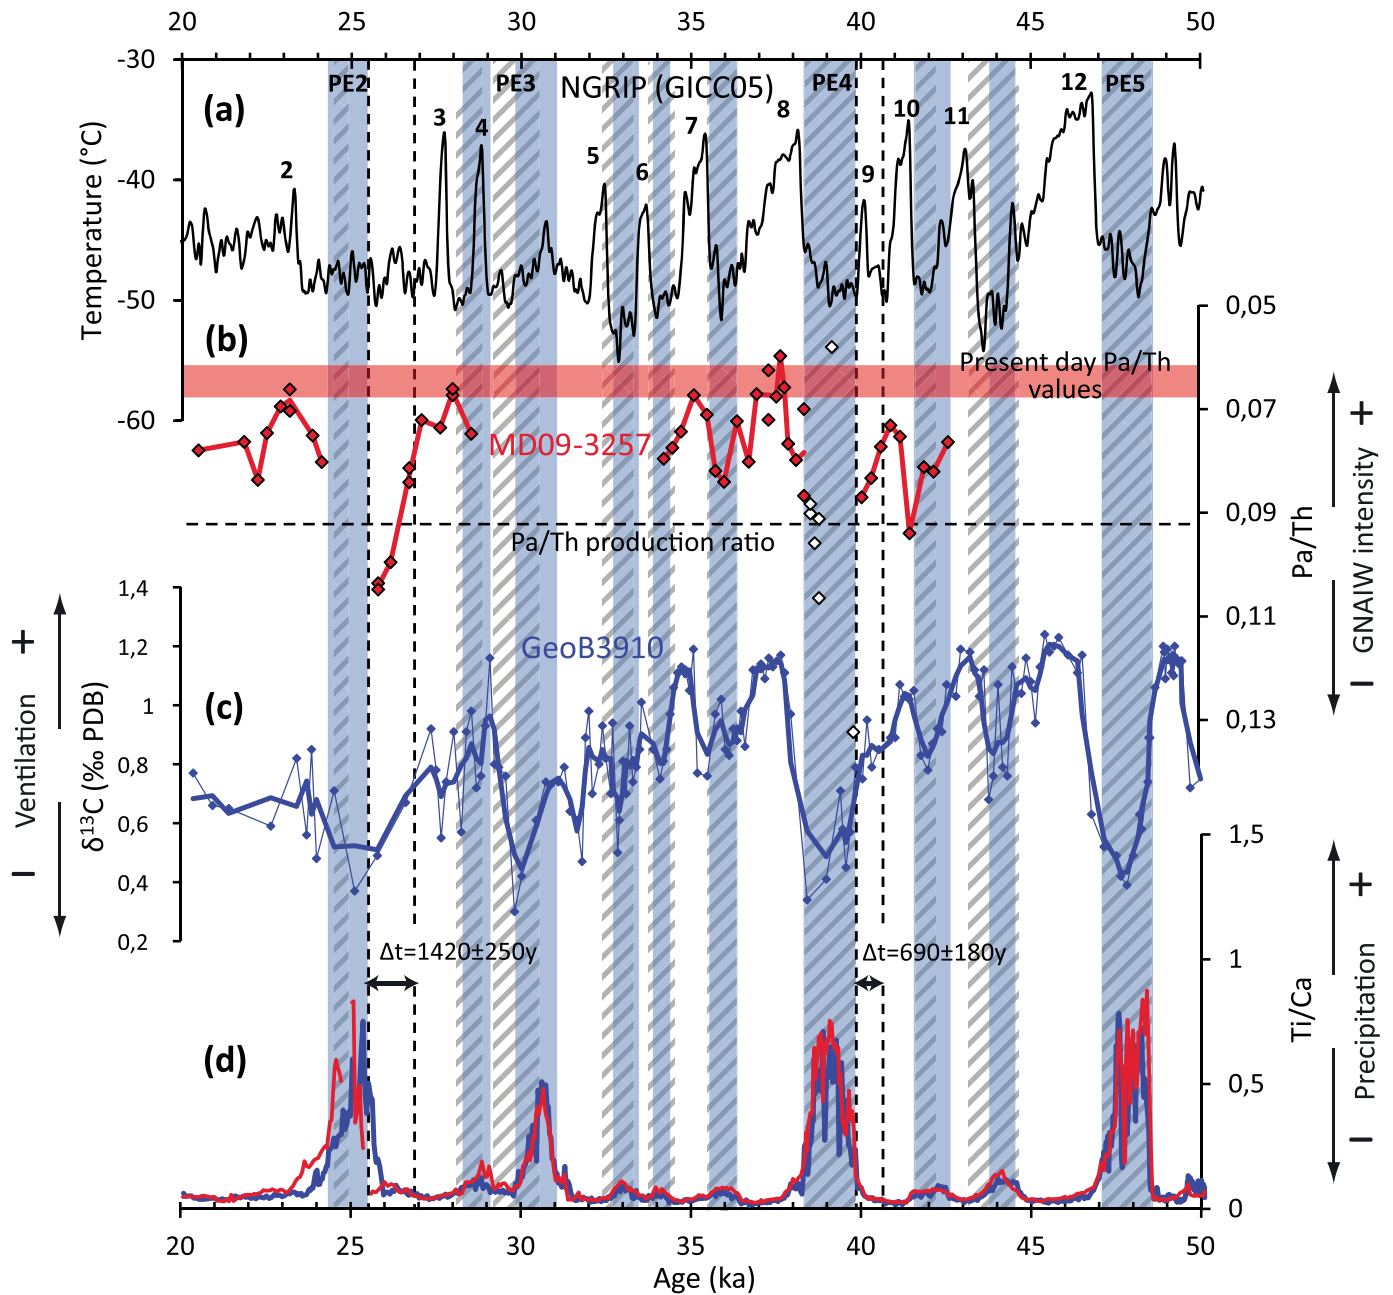 20 25 30 35 40 45 50
-30
-40
-50
-60
Temperature (°C)
(a)
PE2
PE3
NGRIP (GICC05)
PE4
PE5
2
3
4
5
6
7
8
9
10
11
12
(b)
0,05
0,07
0,09
0,11
0,13
Pa/Th
GNAIW intensity
+
−
Present day Pa/Th
values
MD09-3257
Pa/Th production ratio
1,4
1,2
1
0,8
0,6
0,4
0,2
δ¹³C (‰ PDB)
Ventilation
+
−
(c)
GeoB3910
Δt=1420±250y
Δt=690±180y
(d)
1,5
1
0,5
0
Ti/Ca
Precipitation
+
−
20 25 30 35 40 45 50
Age (ka)